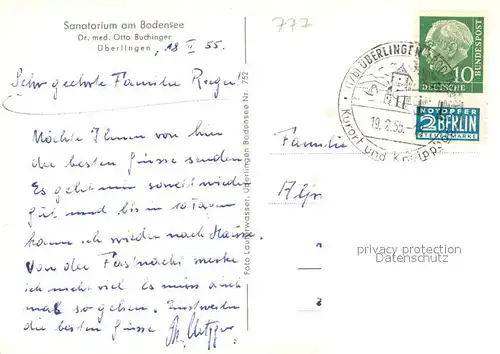 Sanatorium am Bodensee
Dr. med. Otto Buchinger
Überlingen, 18 II 55.
777
Sehr geehrte Familie
Möchte Ihnen von hier
die besten Grüsse senden
Es geht mir soweit wieder
gut und bis in 10 Tagen
kann ich wieder nach Hause.
Von der Fastnacht merke
ich nicht viel Es muss auch
mal so gehen. Einstweilen
die besten Grüsse
Foto Lauterwasser, Überlingen Bodensee Nr. 752
ÜBERLINGEN
19.2.55
Kurort und
10
DEUTSCHE
BUNDESPOST
NOTOPFER
2 BERLIN
STEUERMARKE
Familie
privacy protection
Datenschutz